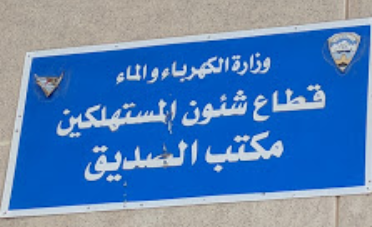 وزارة الكهرباء والماء
قطاع شئون المستهلكين
مكتب الصديق